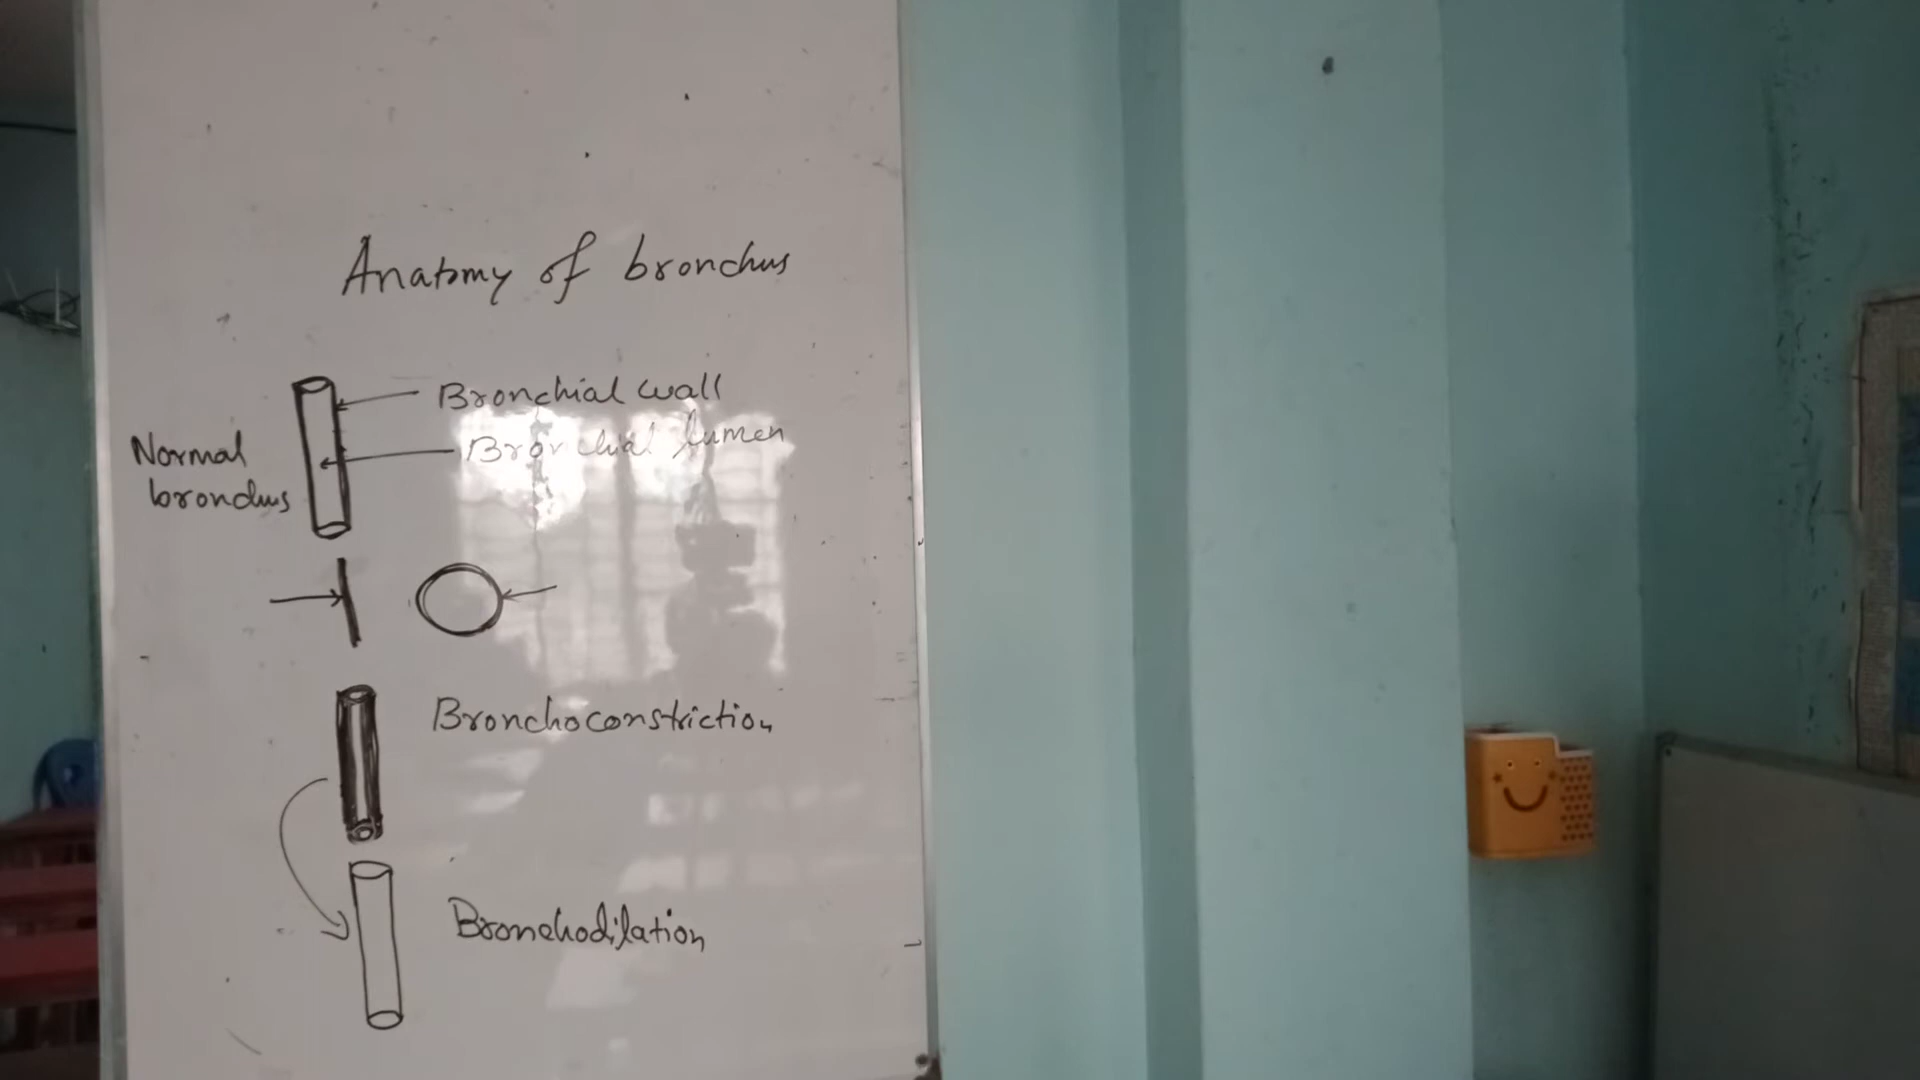 Anatomy of bronchus
Bronchial wall
Bronchial lumen
Normal
bronchus
Bronchoconstriction
Bronchodilation